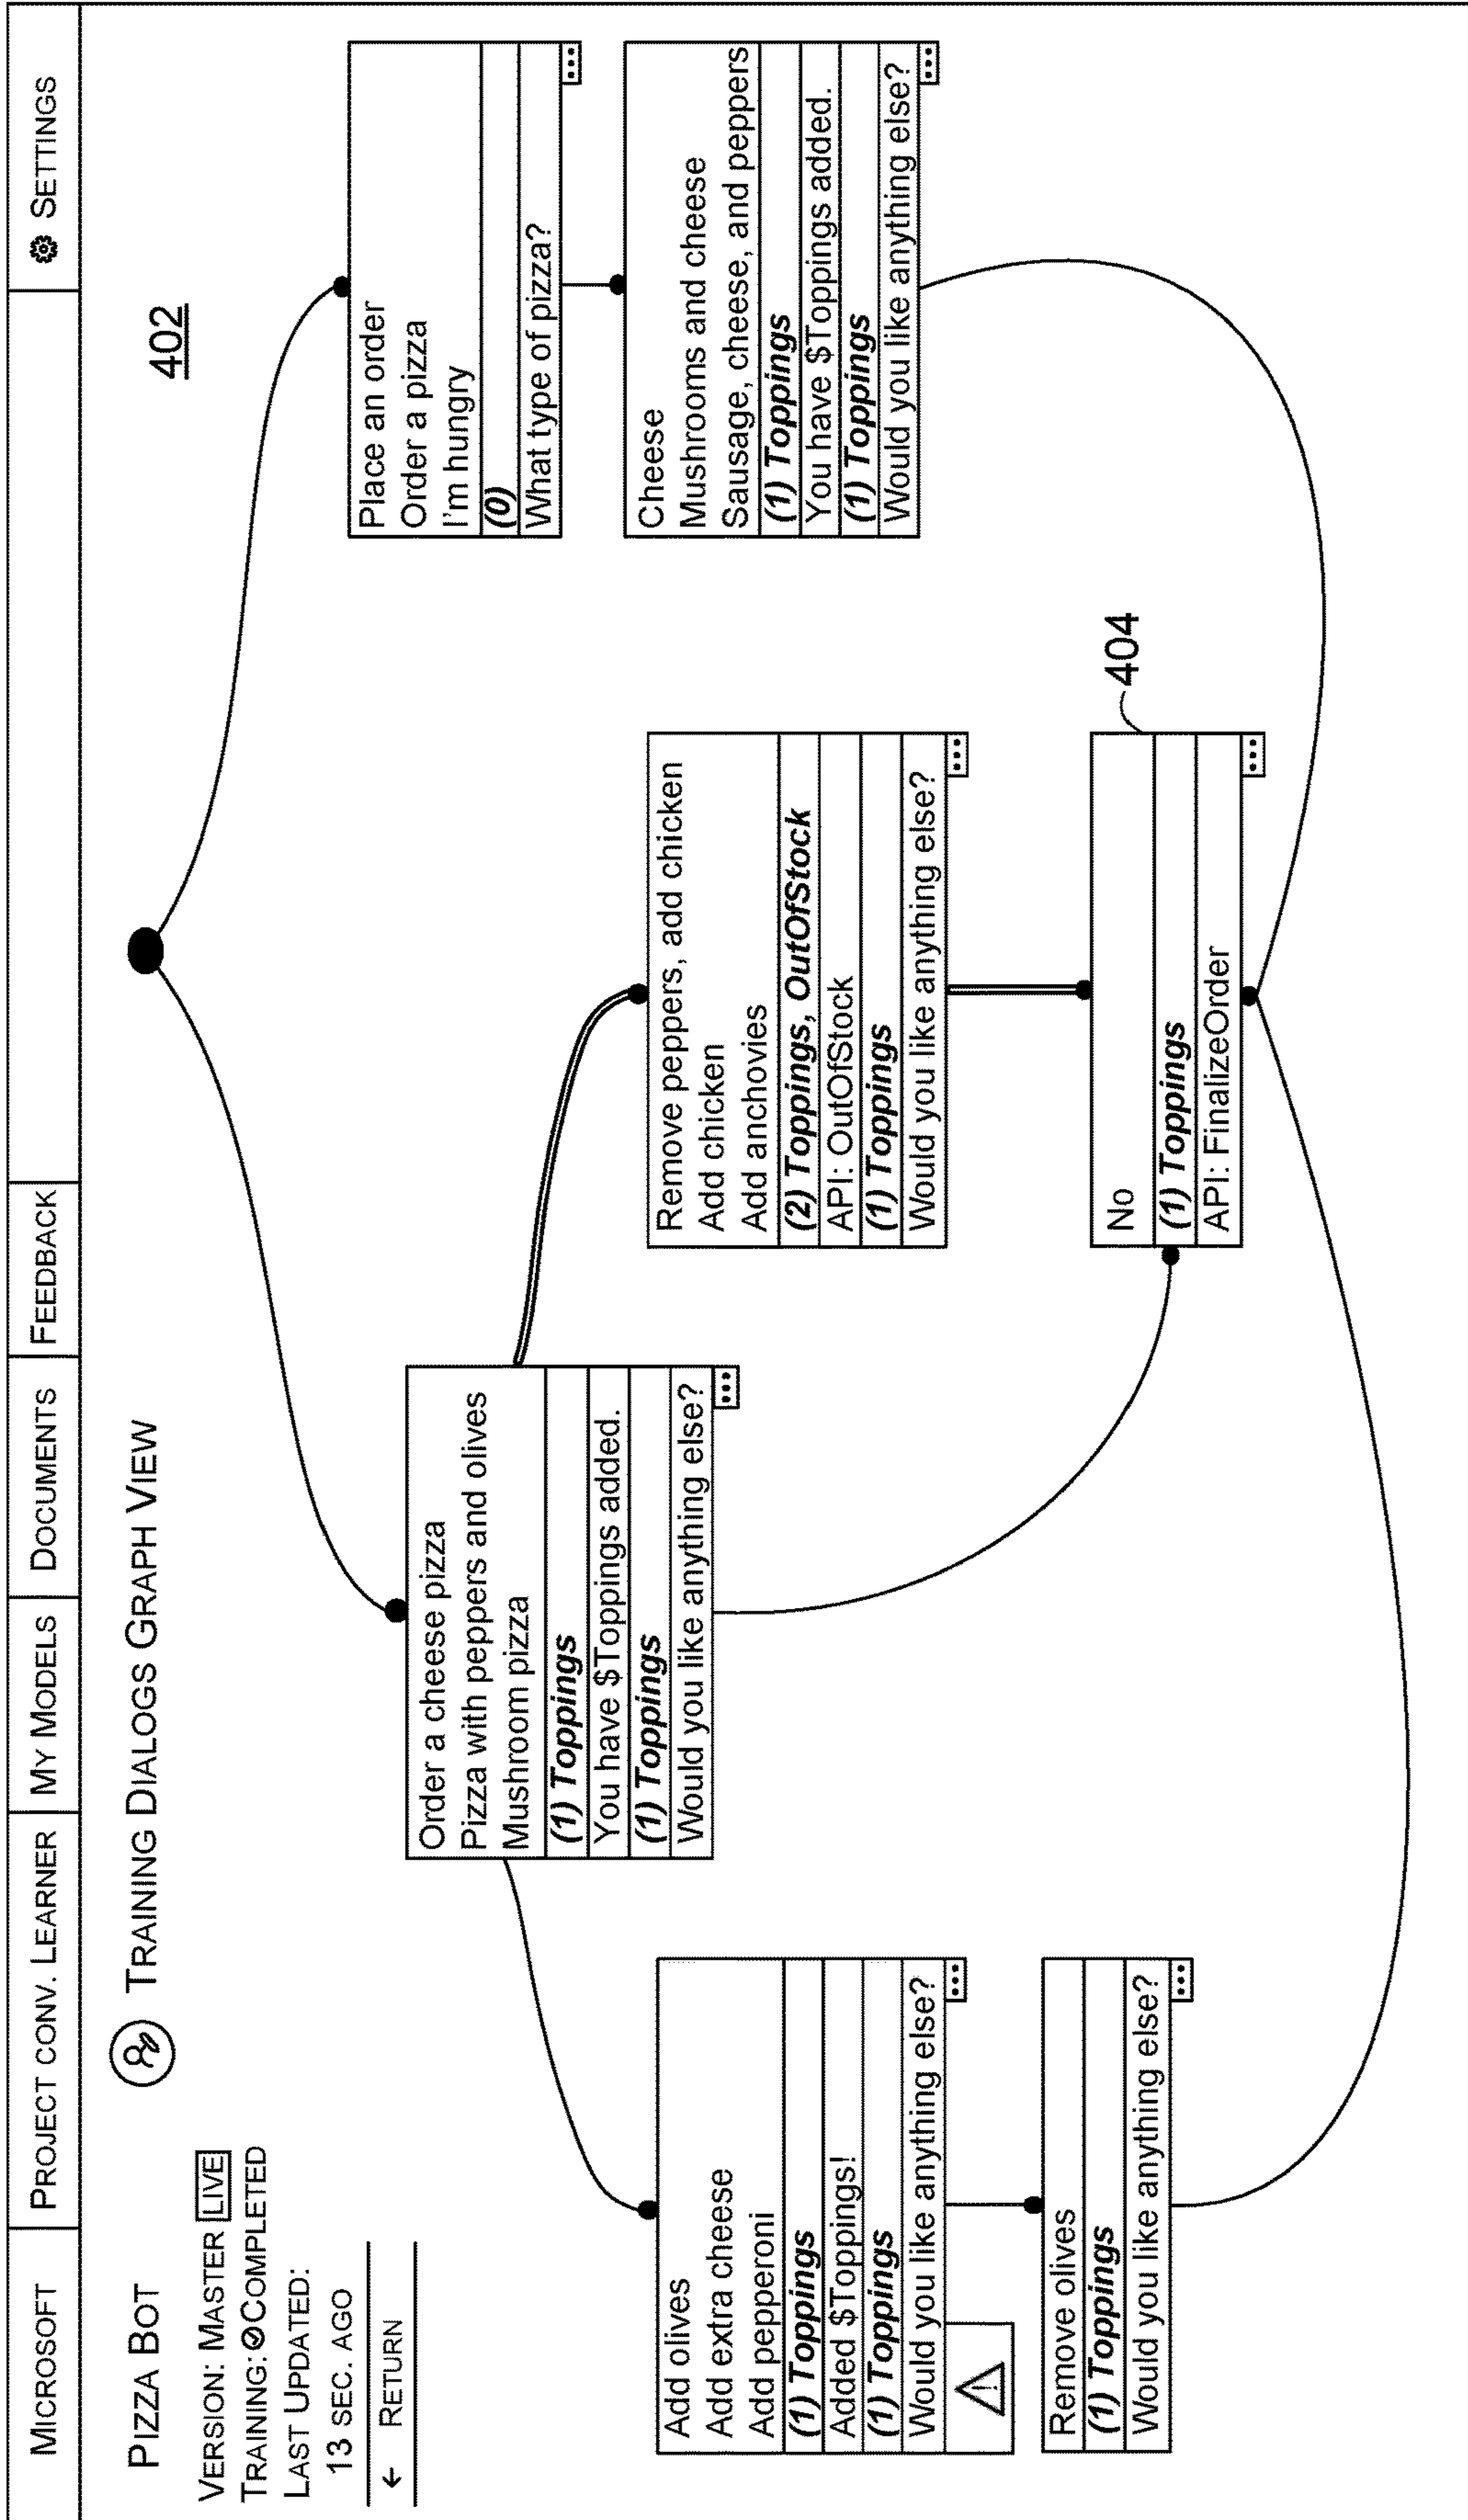 MICROSOFT
PROJECT CONV. LEARNER
MY MODELS
DOCUMENTS
FEEDBACK
SETTINGS
PIZZA BOT
TRAINING DIALOGS GRAPH VIEW
402
VERSION: MASTER LIVE
TRAINING: COMPLETED
LAST UPDATED:
13 SEC. AGO
← RETURN
Place an order
Order a pizza
I'm hungry
(0)
What type of pizza?
Order a cheese pizza
Pizza with peppers and olives
Mushroom pizza
(1) Toppings
You have $Toppings added.
(1) Toppings
Would you like anything else?
...
Add olives
Add extra cheese
Add pepperoni
(1) Toppings
Added $Toppings!
(1) Toppings
Would you like anything else?
...
Remove peppers, add chicken
Add chicken
Add anchovies
(2) Toppings, OutOfStock
API: OutOfStock
(1) Toppings
Would you like anything else?
...
Cheese
Mushrooms and cheese
Sausage, cheese, and peppers
(1) Toppings
You have $Toppings added.
(1) Toppings
Would you like anything else?
...
Remove olives
(1) Toppings
Would you like anything else?
...
No
(1) Toppings
API: FinalizeOrder
...
404
...